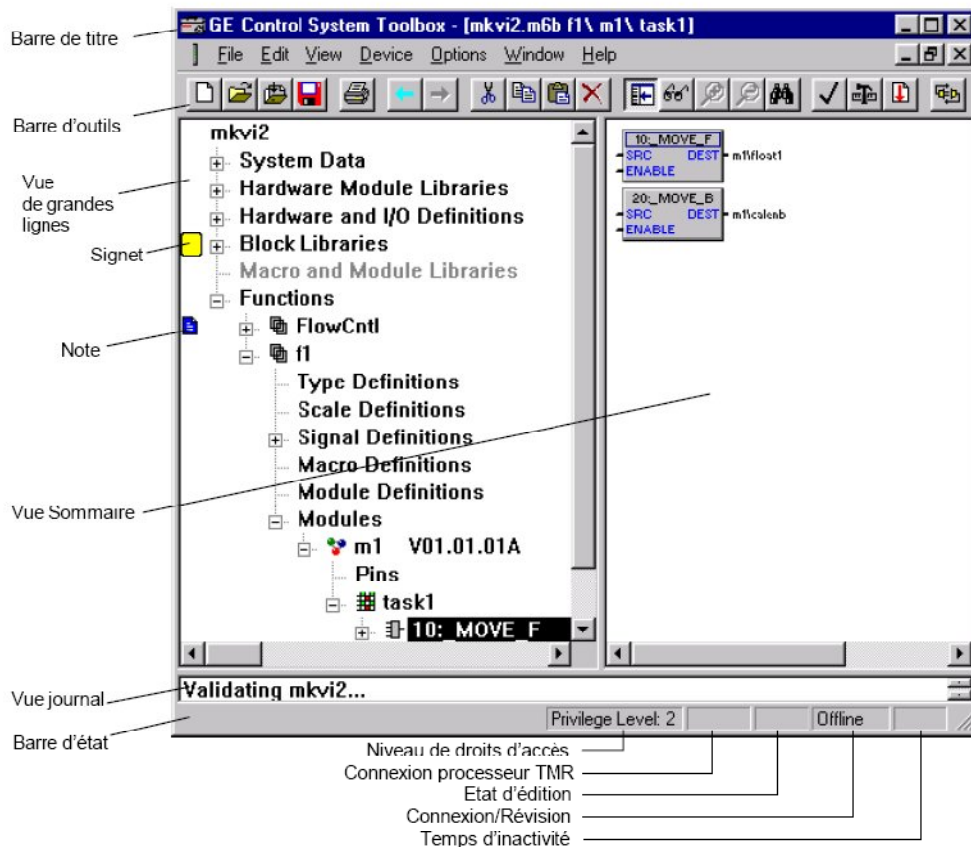 Barre de titre
GE Control System Toolbox - [mkvi2.m6b f1\ m1\ task1]
File Edit View Device Options Window Help
Barre d'outils
Vue
de grandes
lignes
Signet
Note
Vue Sommaire
mkvi2
System Data
Hardware Module Libraries
Hardware and I/O Definitions
Block Libraries
Macro and Module Libraries
Functions
FlowCntl
f1
Type Definitions
Scale Definitions
Signal Definitions
Macro Definitions
Module Definitions
Modules
m1 V01.01.01A
Pins
task1
10:_MOVE_F
10:_MOVE_F
SRC DEST m1\float1
ENABLE
20:_MOVE_B
SRC DEST m1\calenb
ENABLE
Vue journal
Validating mkvi2...
Barre d'état
Privilege Level: 2 Offline
Niveau de droits d'accès
Connexion processeur TMR
Etat d'édition
Connexion/Révision
Temps d'inactivité